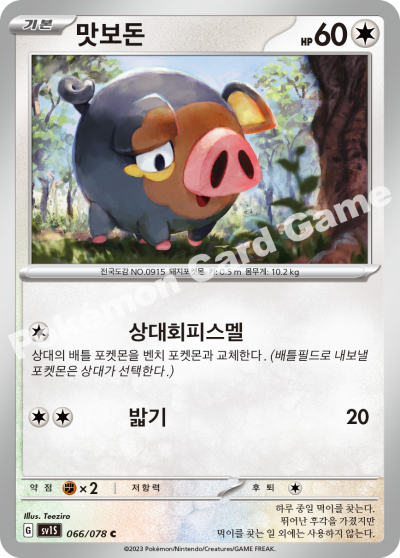 기본 맛보돈 HP 60
전국도감 NO.0915 돼지포켓몬 키: 0.5 m 몸무게: 10.2 kg
Pokémon Card Game
상대회피스멜
상대의 배틀 포켓몬을 벤치 포켓몬과 교체한다. (배틀필드로 내보낼
포켓몬은 상대가 선택한다.)
밟기 20
약점 ×2 저항력 후퇴
Illus. Teeziro
G sv1S 066/078 C
하루 종일 먹이를 찾는다.
뛰어난 후각을 가졌지만
먹이를 찾는 일 외에는 사용하지 않는다.
©2023 Pokémon/Nintendo/Creatures/GAME FREAK.